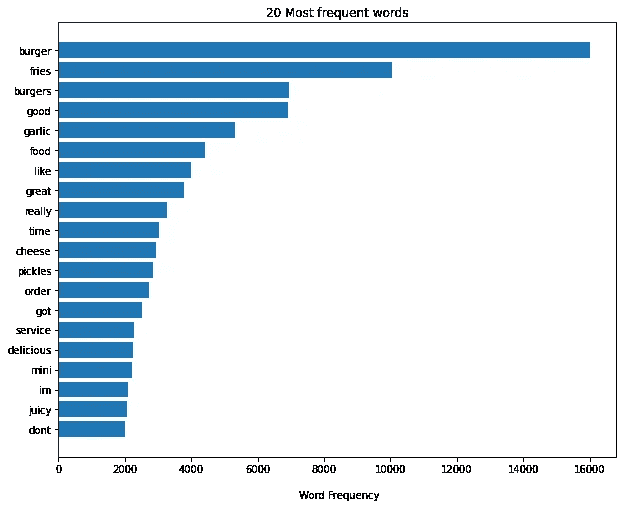 20 Most frequent words
burger
fries
burgers
good
garlic
food
like
great
really
time
cheese
pickles
order
got
service
delicious
mini
im
juicy
dont
0 2000 4000 6000 8000 10000 12000 14000 16000
Word Frequency